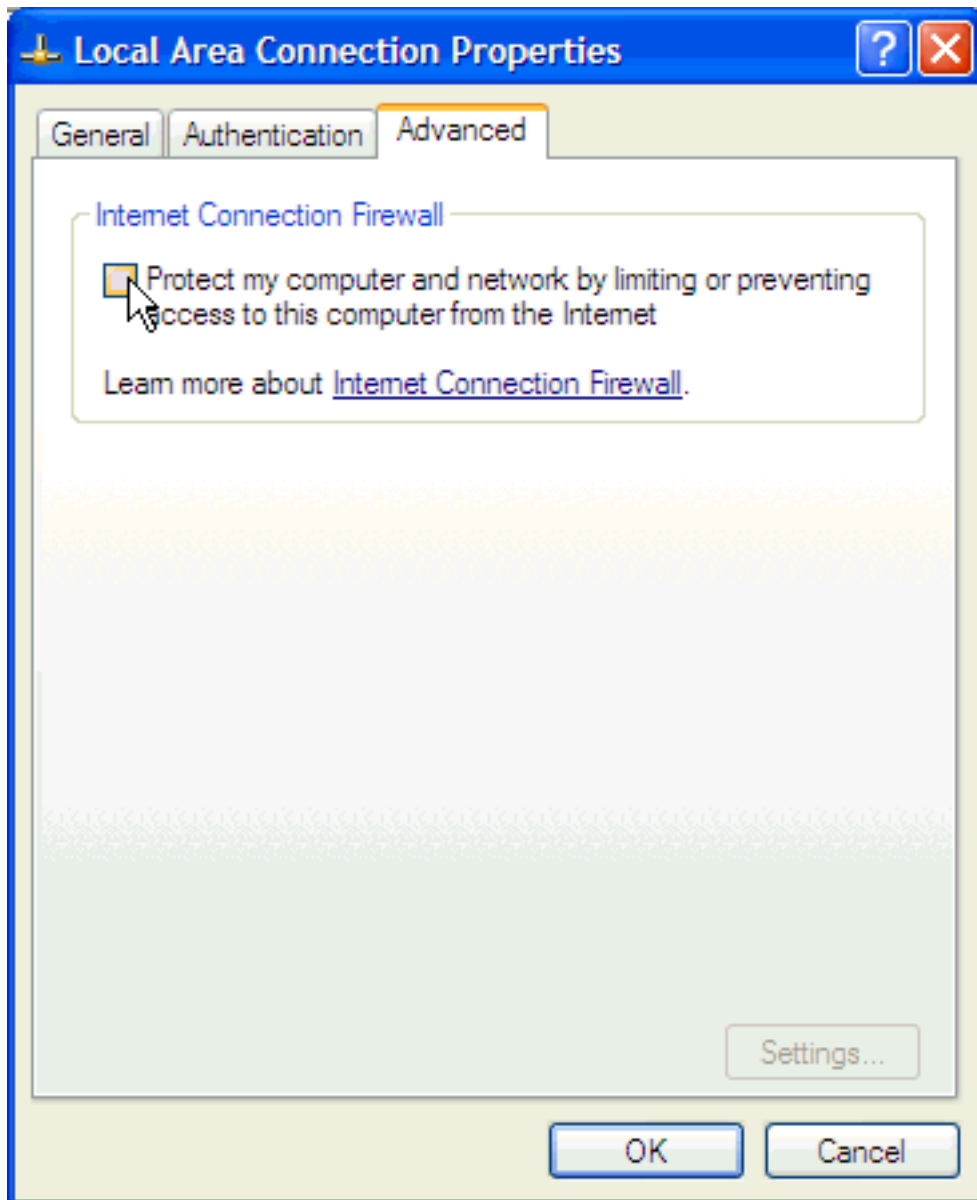 Local Area Connection Properties
General Authentication Advanced
Internet Connection Firewall
Protect my computer and network by limiting or preventing
access to this computer from the Internet
Learn more about Internet Connection Firewall.
Settings...
OK Cancel